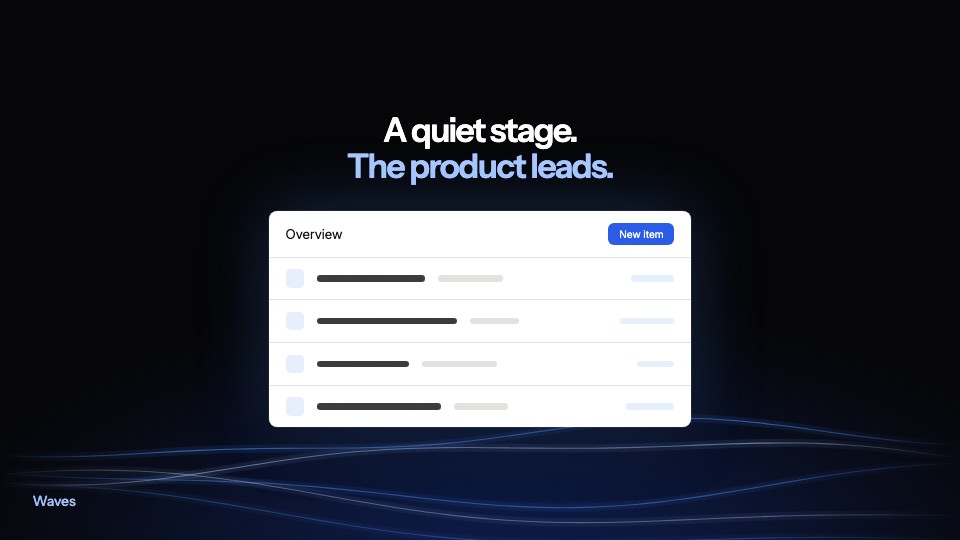 A quiet stage.
The product leads.
Overview
New Item
Waves